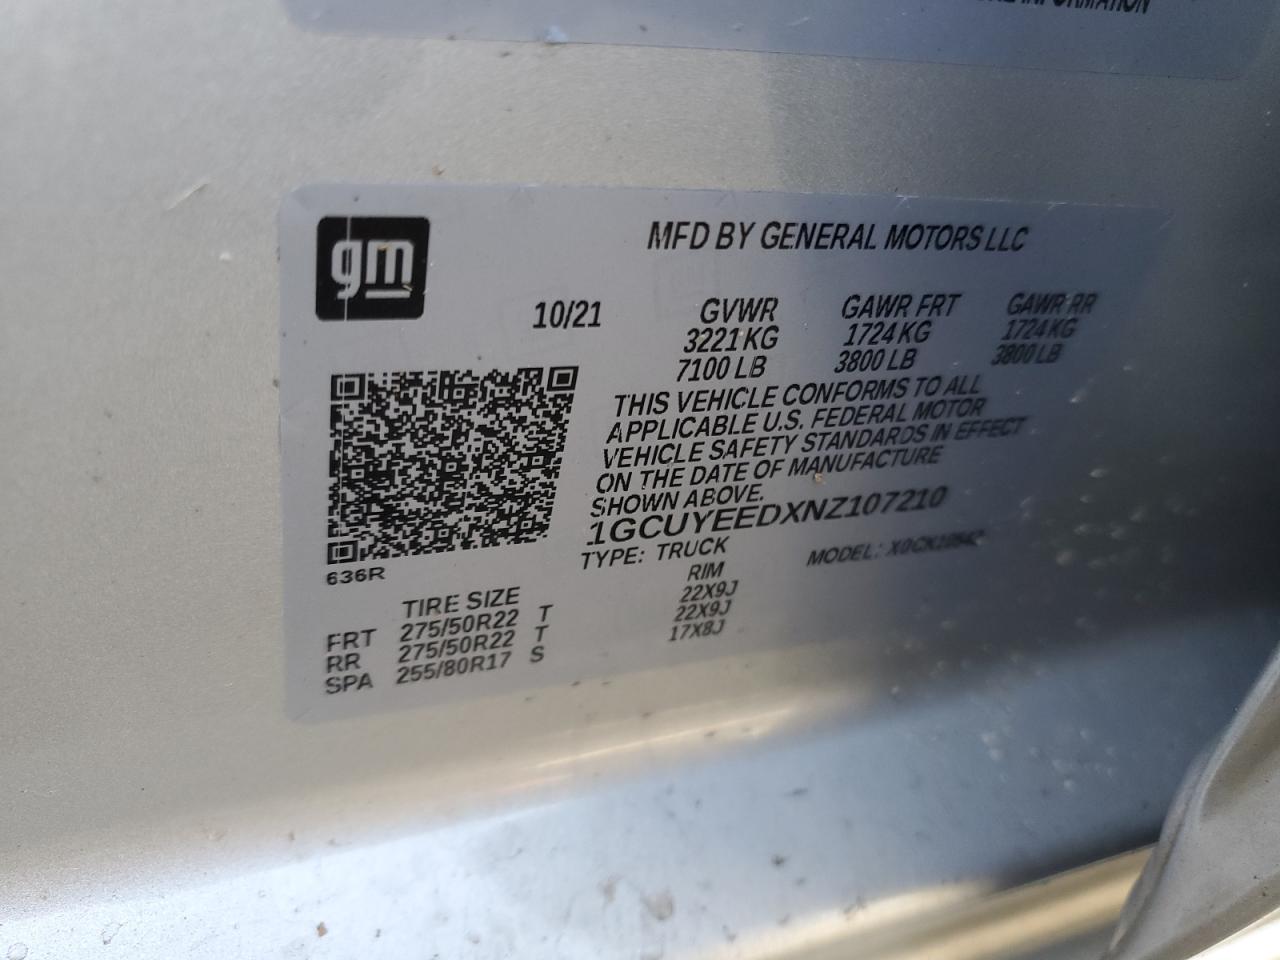 INFORMATION
gm
MFD BY GENERAL MOTORS LLC
10/21 GVWR GAWR FRT GAWR RR
3221 KG 1724 KG 1724 KG
7100 LB 3800 LB 3800 LB
THIS VEHICLE CONFORMS TO ALL
APPLICABLE U.S. FEDERAL MOTOR
VEHICLE SAFETY STANDARDS IN EFFECT
ON THE DATE OF MANUFACTURE
SHOWN ABOVE.
1GCUYEEDXNZ107210
TYPE: TRUCK MODEL:
636R
TIRE SIZE RIM
FRT 275/50R22 T 22X9J
RR 275/50R22 T 22X9J
SPA 255/80R17 S 17X8J